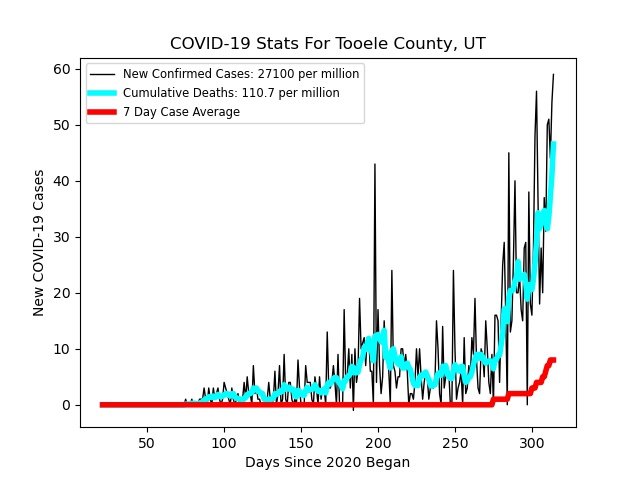 COVID-19 Stats For Tooele County, UT
New Confirmed Cases: 27100 per million
Cumulative Deaths: 110.7 per million
7 Day Case Average
60
50
40
30
20
10
0
New COVID-19 Cases
50 100 150 200 250 300
Days Since 2020 Began